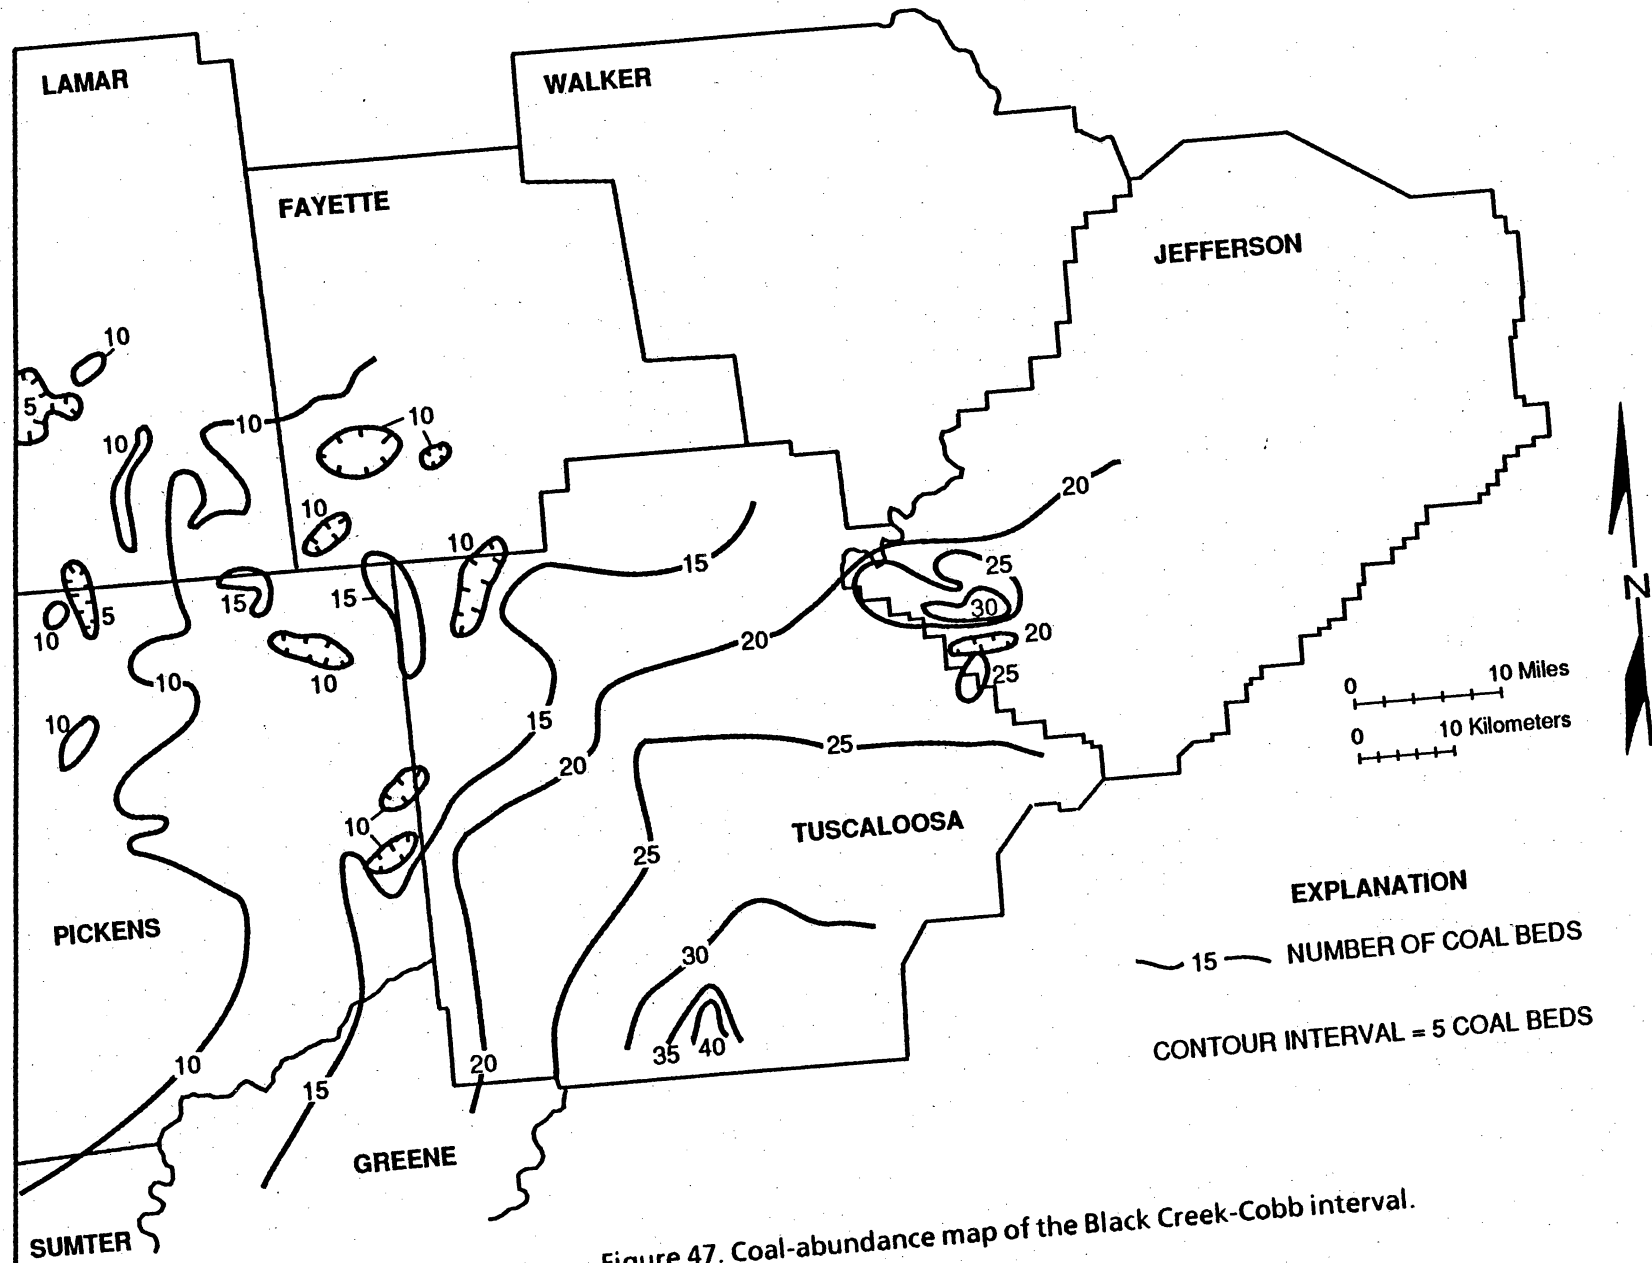 LAMAR
WALKER
FAYETTE
JEFFERSON
10
5
10
10
10
10
20
10
15
25
15
15
30
10
5
20
10
25
10
10
20
15
10
25
20
10
25
TUSCALOOSA
EXPLANATION
15 NUMBER OF COAL BEDS
CONTOUR INTERVAL = 5 COAL BEDS
0 10 Miles
0 10 Kilometers
N
PICKENS
30
35 40
10
20
15
GREENE
SUMTER
Figure 47. Coal-abundance map of the Black Creek-Cobb interval.